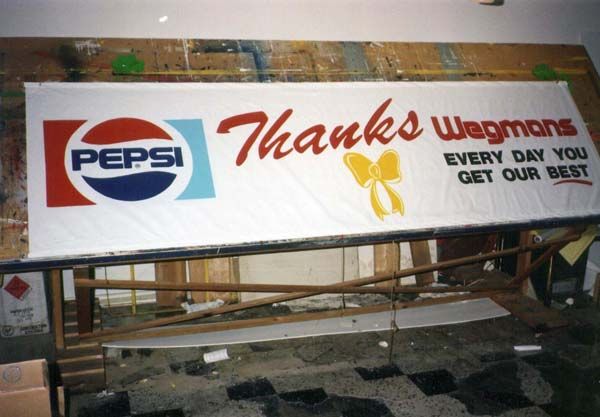 PEPSI
Thanks Wegmans
EVERY DAY YOU
GET OUR BEST